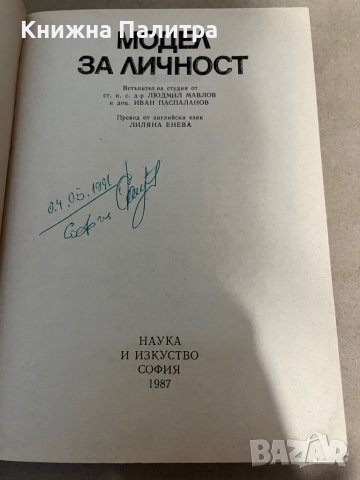 Книжна Палитра
МОДЕЛ
ЗА ЛИЧНОСТ
Встъпителна студия от
ст. н. с. д-р ЛЮДМИЛ МАВЛОВ
и доц. ИВАН ПАСПАЛАНОВ
Превод от английски език
ЛИЛЯНА ЕНЕВА
04.05.1991
София
НАУКА
И ИЗКУСТВО
СОФИЯ
1987
BAZAR